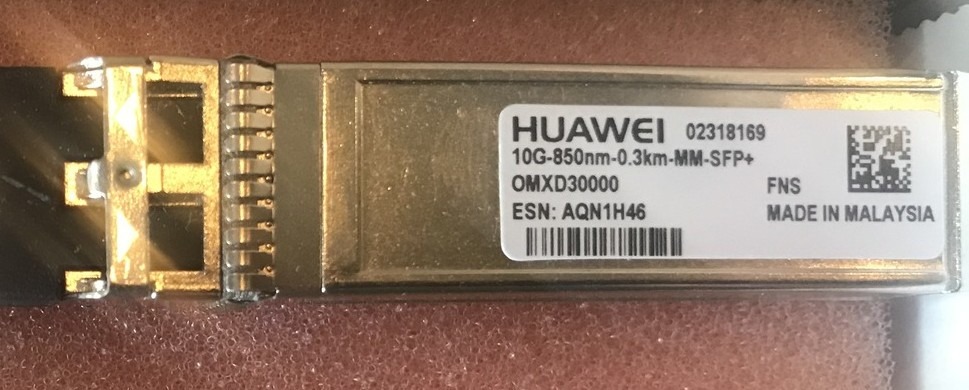 HUAWEI 02318169
10G-850nm-0.3km-MM-SFP+
OMXD30000 FNS
ESN: AQN1H46 MADE IN MALAYSIA